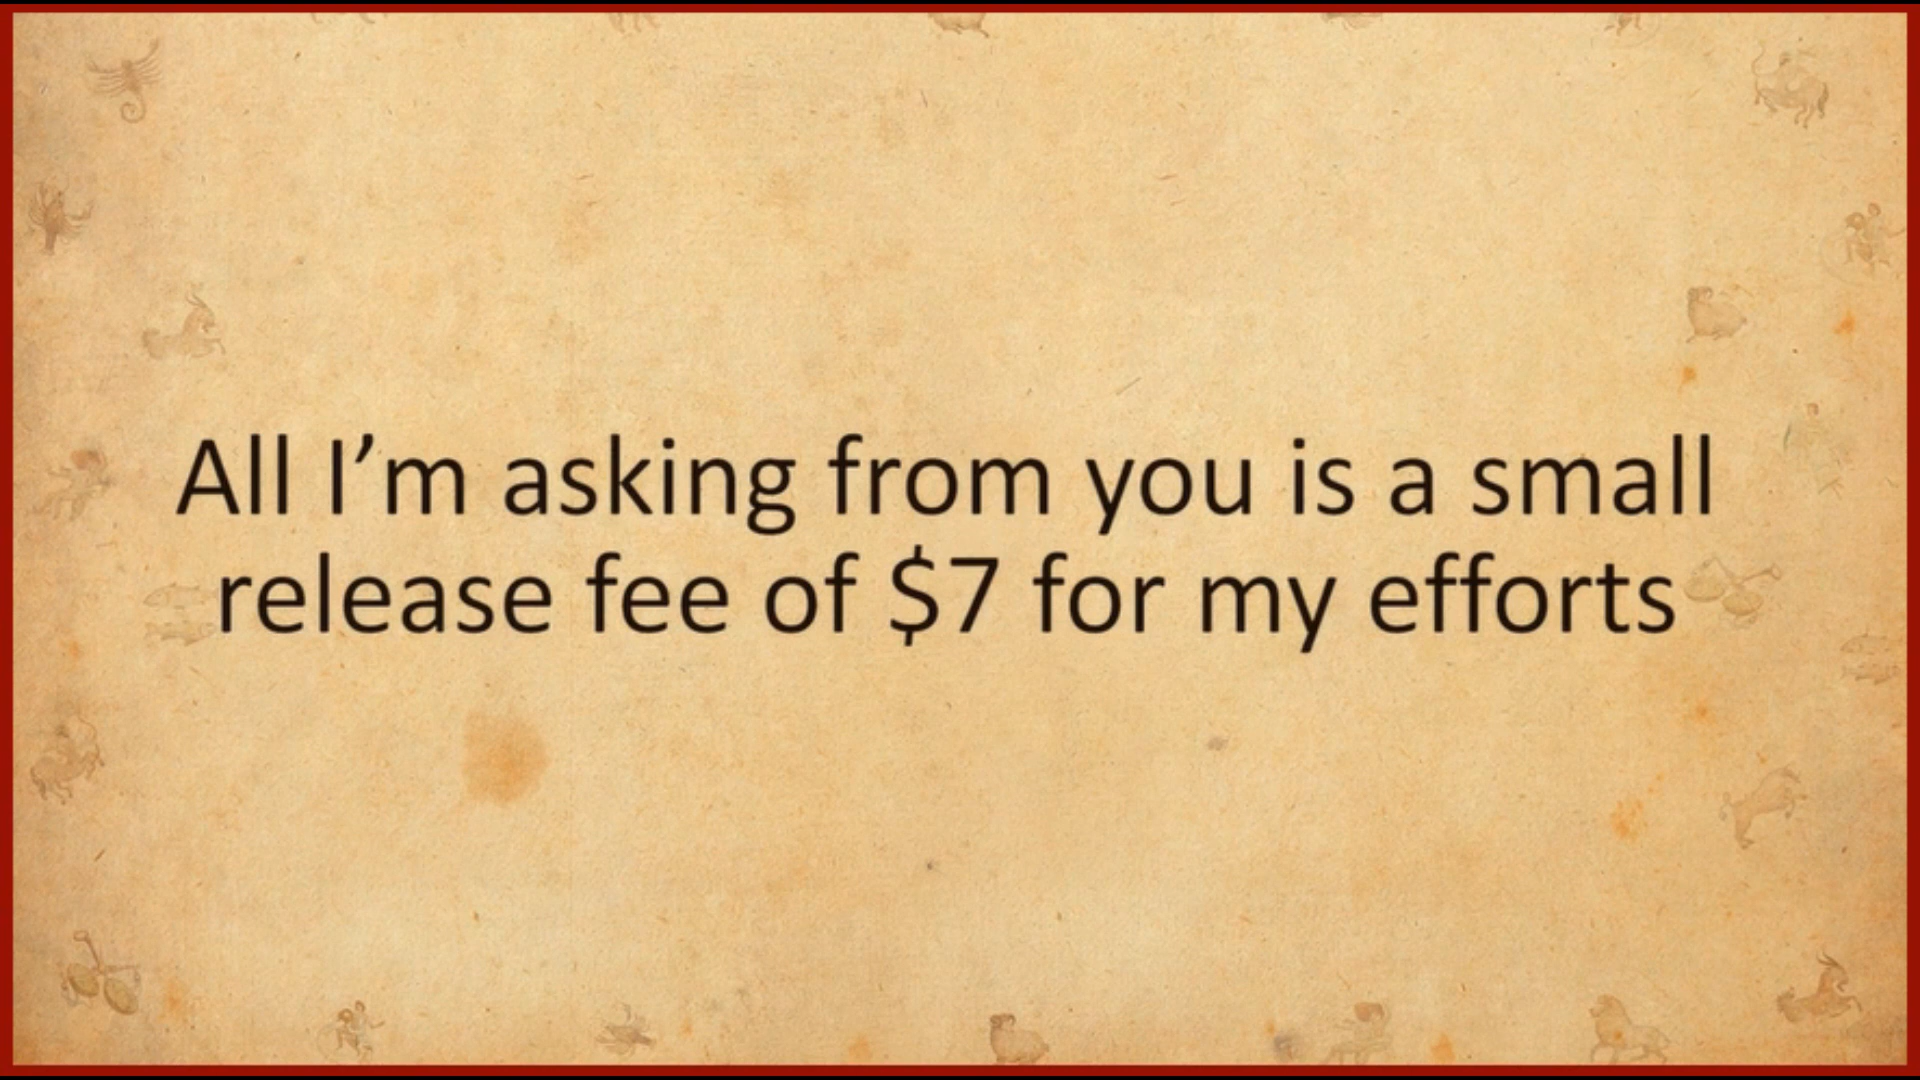 All I’m asking from you is a small
release fee of $7 for my efforts